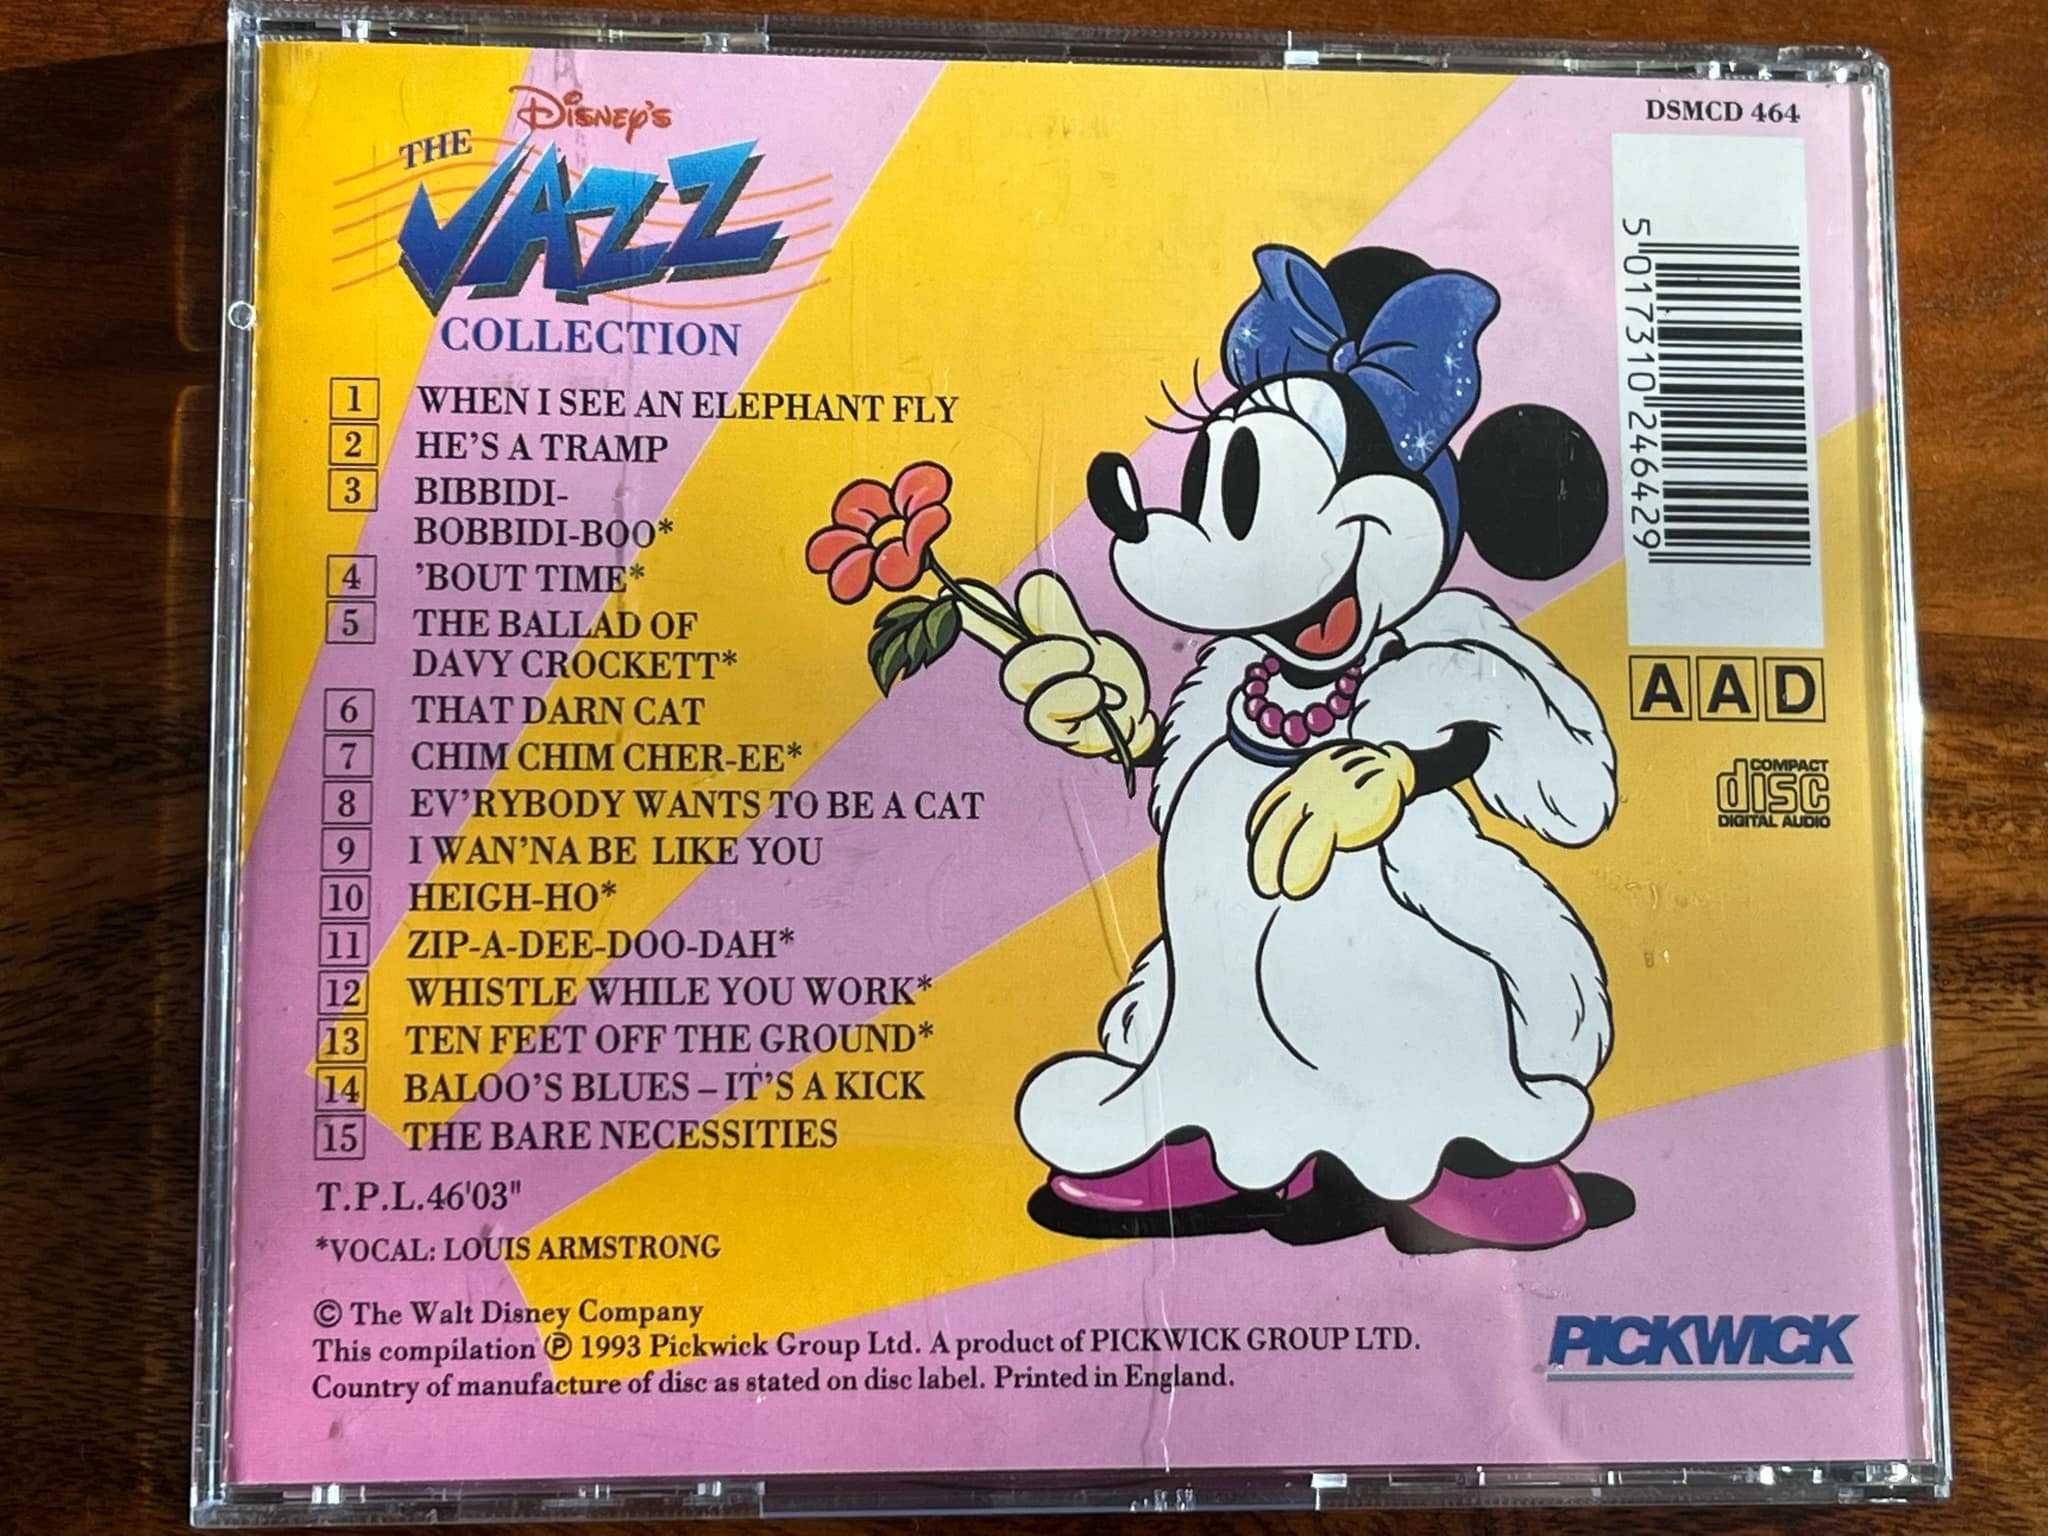 DISNEY'S
THE
JAZZ
COLLECTION
1 WHEN I SEE AN ELEPHANT FLY
2 HE'S A TRAMP
3 BIBBIDI-
BOBBIDI-BOO*
4 'BOUT TIME*
5 THE BALLAD OF
DAVY CROCKETT*
6 THAT DARN CAT
7 CHIM CHIM CHER-EE*
8 EV'RYBODY WANTS TO BE A CAT
9 I WAN'NA BE LIKE YOU
10 HEIGH-HO*
11 ZIP-A-DEE-DOO-DAH*
12 WHISTLE WHILE YOU WORK*
13 TEN FEET OFF THE GROUND*
14 BALOO'S BLUES – IT'S A KICK
15 THE BARE NECESSITIES
T.P.L.46'03"
*VOCAL: LOUIS ARMSTRONG
© The Walt Disney Company
This compilation ℗ 1993 Pickwick Group Ltd. A product of PICKWICK GROUP LTD.
Country of manufacture of disc as stated on disc label. Printed in England.
DSMCD 464
5 017310 246429
AAD
COMPACT
disc
DIGITAL AUDIO
PICKWICK